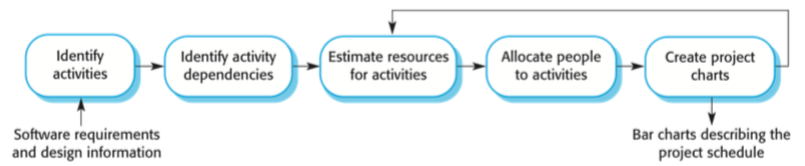 Identify
activities
Identify activity
dependencies
Estimate resources
for activities
Allocate people
to activities
Create project
charts
Software requirements
and design information
Bar charts describing the
project schedule